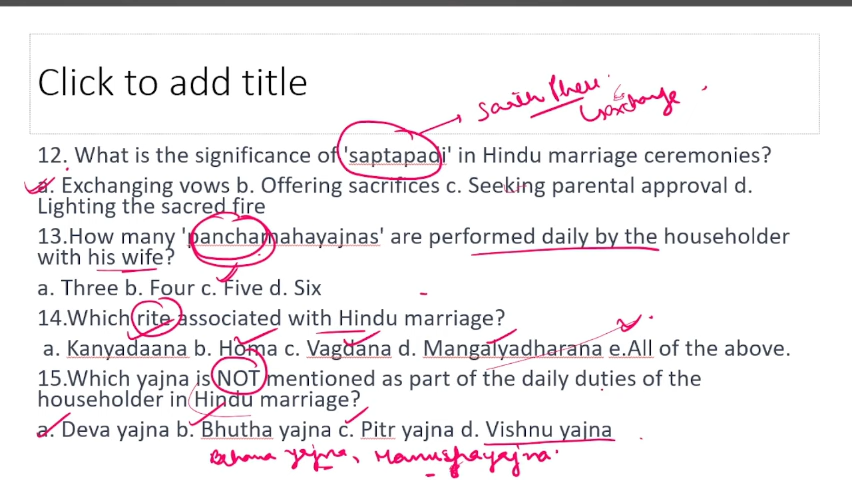 Click to add title
Saath Phere
exchange
12. What is the significance of 'saptapadi' in Hindu marriage ceremonies?
a. Exchanging vows b. Offering sacrifices c. Seeking parental approval d.
Lighting the sacred fire
13.How many 'panchamahayajnas' are performed daily by the householder
with his wife?
a. Three b. Four c. Five d. Six
14.Which rite associated with Hindu marriage?
a. Kanyadaana b. Homa c. Vagdana d. Mangalyadharana e.All of the above.
15.Which yajna is NOT mentioned as part of the daily duties of the
householder in Hindu marriage?
a. Deva yajna b. Bhutha yajna c. Pitr yajna d. Vishnu yajna
yajna, Manushyayajna.